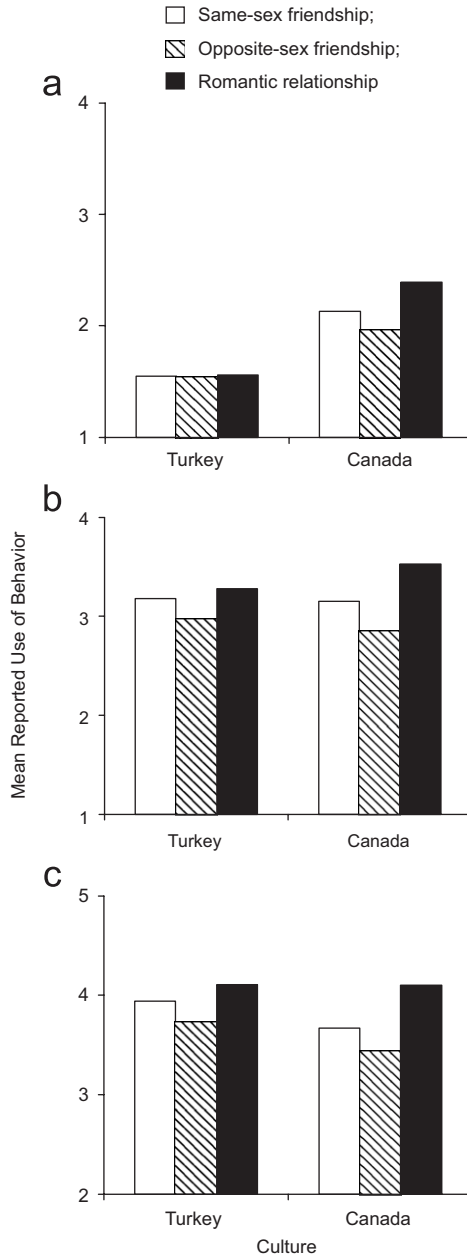 Same-sex friendship;
Opposite-sex friendship;
Romantic relationship
a
4
3
2
1
Turkey Canada
b
4
3
2
1
Turkey Canada
c
5
4
3
2
Turkey Canada
Culture
Mean Reported Use of Behavior